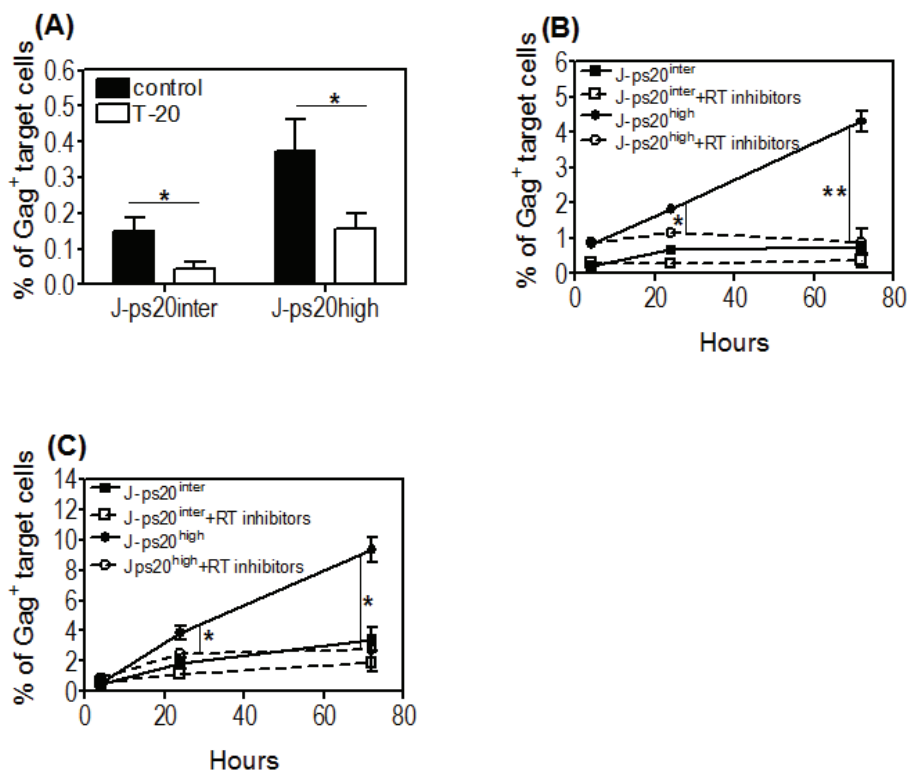 (A)
% of Gag⁺ target cells
0.6
0.5
0.4
0.3
0.2
0.1
0.0
control
T-20
*
*
J-ps20inter
J-ps20high
(B)
% of Gag⁺ target cells
6
5
4
3
2
1
0
J-ps20ⁱⁿᵗᵉʳ
J-ps20ⁱⁿᵗᵉʳ+RT inhibitors
J-ps20ʰⁱᵍʰ
J-ps20ʰⁱᵍʰ+RT inhibitors
*
**
0 20 40 60 80
Hours
(C)
% of Gag⁺ target cells
14
12
10
8
6
4
2
0
J-ps20ⁱⁿᵗᵉʳ
J-ps20ⁱⁿᵗᵉʳ+RT inhibitors
J-ps20ʰⁱᵍʰ
Jps20ʰⁱᵍʰ+RT inhibitors
*
*
0 20 40 60 80
Hours